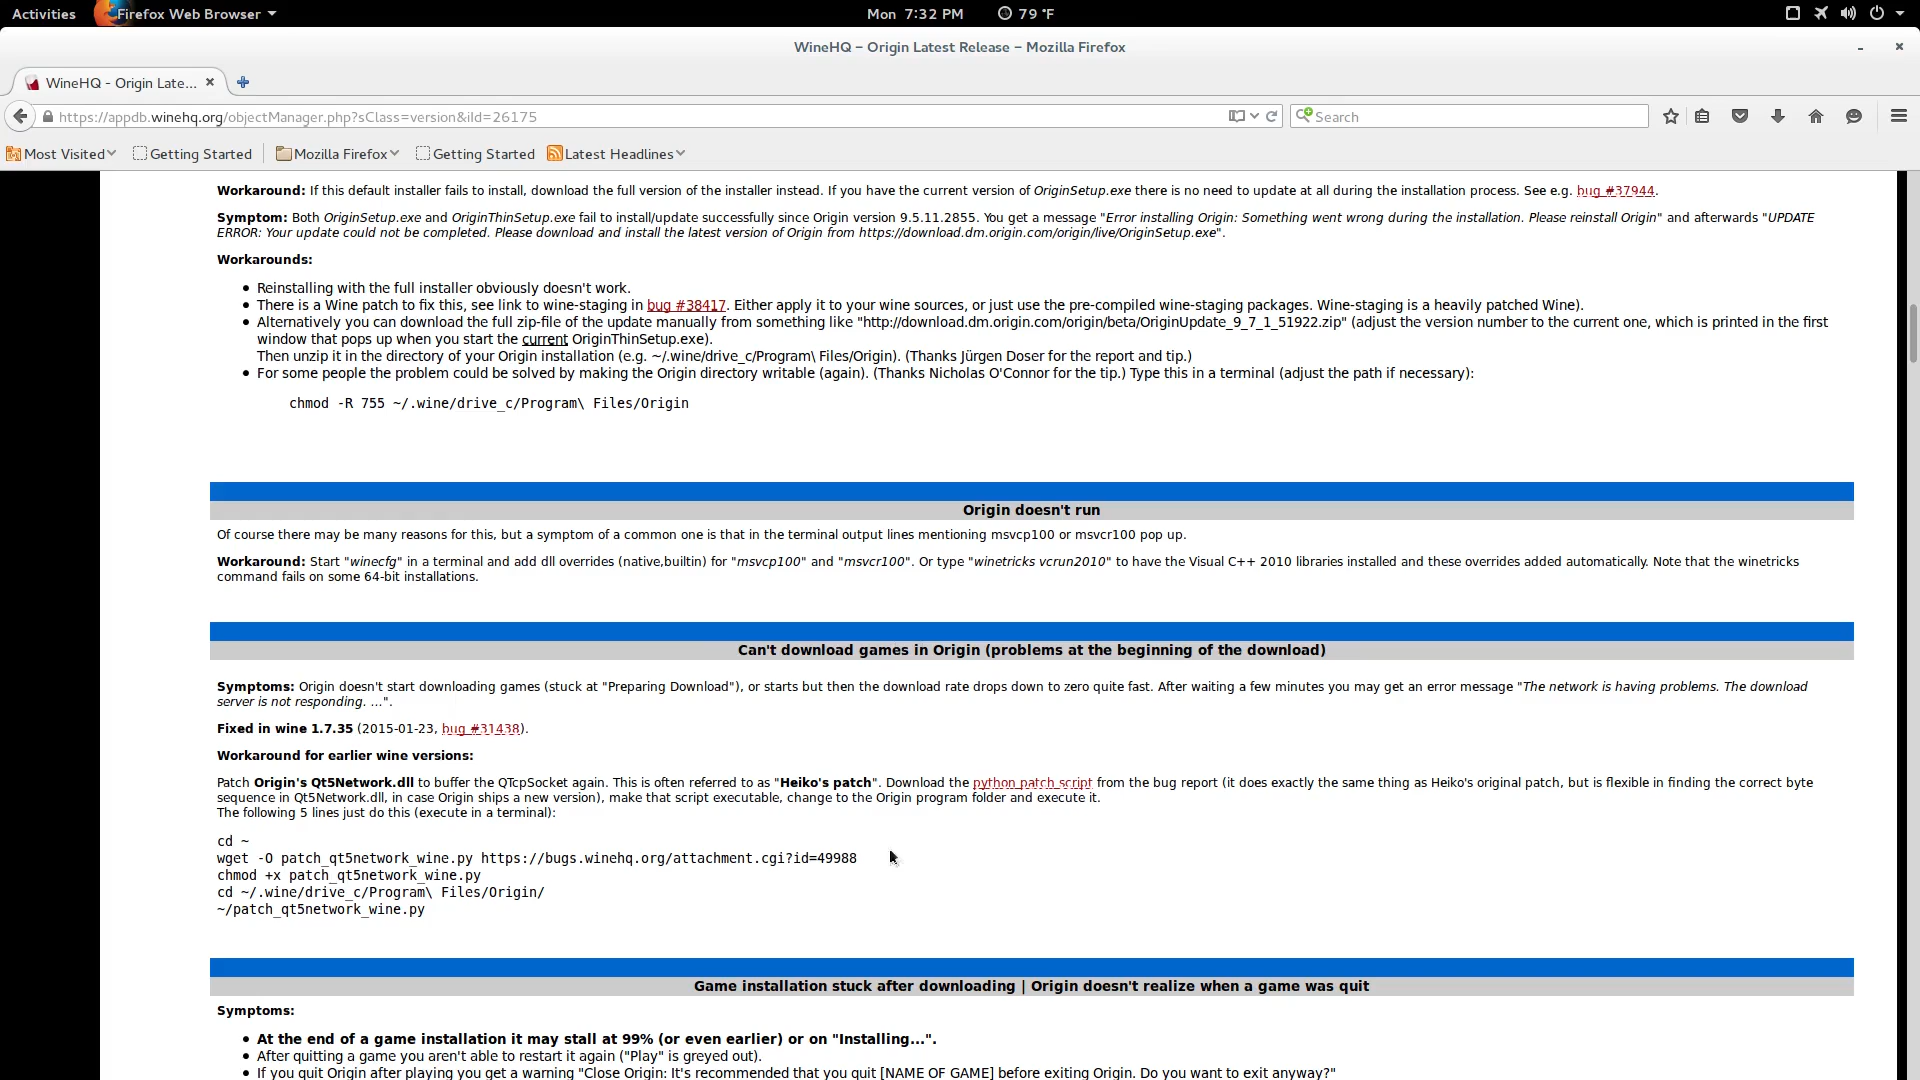 Activities Firefox Web Browser Mon 7:32 PM 79 °F
WineHQ – Origin Latest Release – Mozilla Firefox
WineHQ - Origin Late...
https://appdb.winehq.org/objectManager.php?sClass=version&iId=26175 Search
Most Visited Getting Started Mozilla Firefox Getting Started Latest Headlines
Workaround: If this default installer fails to install, download the full version of the installer instead. If you have the current version of OriginSetup.exe there is no need to update at all during the installation process. See e.g. bug #37944.
Symptom: Both OriginSetup.exe and OriginThinSetup.exe fail to install/update successfully since Origin version 9.5.11.2855. You get a message "Error installing Origin: Something went wrong during the installation. Please reinstall Origin" and afterwards "UPDATE
ERROR: Your update could not be completed. Please download and install the latest version of Origin from https://download.dm.origin.com/origin/live/OriginSetup.exe".
Workarounds:
Reinstalling with the full installer obviously doesn't work.
There is a Wine patch to fix this, see link to wine-staging in bug #38417. Either apply it to your wine sources, or just use the pre-compiled wine-staging packages. Wine-staging is a heavily patched Wine).
Alternatively you can download the full zip-file of the update manually from something like "http://download.dm.origin.com/origin/beta/OriginUpdate_9_7_1_51922.zip" (adjust the version number to the current one, which is printed in the first
window that pops up when you start the current OriginThinSetup.exe).
Then unzip it in the directory of your Origin installation (e.g. ~/.wine/drive_c/Program\ Files/Origin). (Thanks Jürgen Doser for the report and tip.)
For some people the problem could be solved by making the Origin directory writable (again). (Thanks Nicholas O'Connor for the tip.) Type this in a terminal (adjust the path if necessary):
chmod -R 755 ~/.wine/drive_c/Program\ Files/Origin
Origin doesn't run
Of course there may be many reasons for this, but a symptom of a common one is that in the terminal output lines mentioning msvcp100 or msvcr100 pop up.
Workaround: Start "winecfg" in a terminal and add dll overrides (native,builtin) for "msvcp100" and "msvcr100". Or type "winetricks vcrun2010" to have the Visual C++ 2010 libraries installed and these overrides added automatically. Note that the winetricks
command fails on some 64-bit installations.
Can't download games in Origin (problems at the beginning of the download)
Symptoms: Origin doesn't start downloading games (stuck at "Preparing Download"), or starts but then the download rate drops down to zero quite fast. After waiting a few minutes you may get an error message "The network is having problems. The download
server is not responding. ...".
Fixed in wine 1.7.35 (2015-01-23, bug #31438).
Workaround for earlier wine versions:
Patch Origin's Qt5Network.dll to buffer the QTcpSocket again. This is often referred to as "Heiko's patch". Download the python patch script from the bug report (it does exactly the same thing as Heiko's original patch, but is flexible in finding the correct byte
sequence in Qt5Network.dll, in case Origin ships a new version), make that script executable, change to the Origin program folder and execute it.
The following 5 lines just do this (execute in a terminal):
cd ~
wget -O patch_qt5network_wine.py https://bugs.winehq.org/attachment.cgi?id=49988
chmod +x patch_qt5network_wine.py
cd ~/.wine/drive_c/Program\ Files/Origin/
~/patch_qt5network_wine.py
Game installation stuck after downloading | Origin doesn't realize when a game was quit
Symptoms:
At the end of a game installation it may stall at 99% (or even earlier) or on "Installing...".
After quitting a game you aren't able to restart it again ("Play" is greyed out).
If you quit Origin after playing you get a warning "Close Origin: It's recommended that you quit [NAME OF GAME] before exiting Origin. Do you want to exit anyway?"